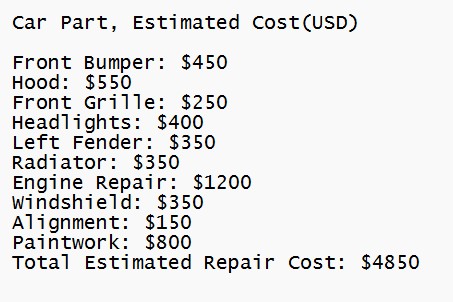 Car Part, Estimated Cost(USD)
Front Bumper: $450
Hood: $550
Front Grille: $250
Headlights: $400
Left Fender: $350
Radiator: $350
Engine Repair: $1200
Windshield: $350
Alignment: $150
Paintwork: $800
Total Estimated Repair Cost: $4850